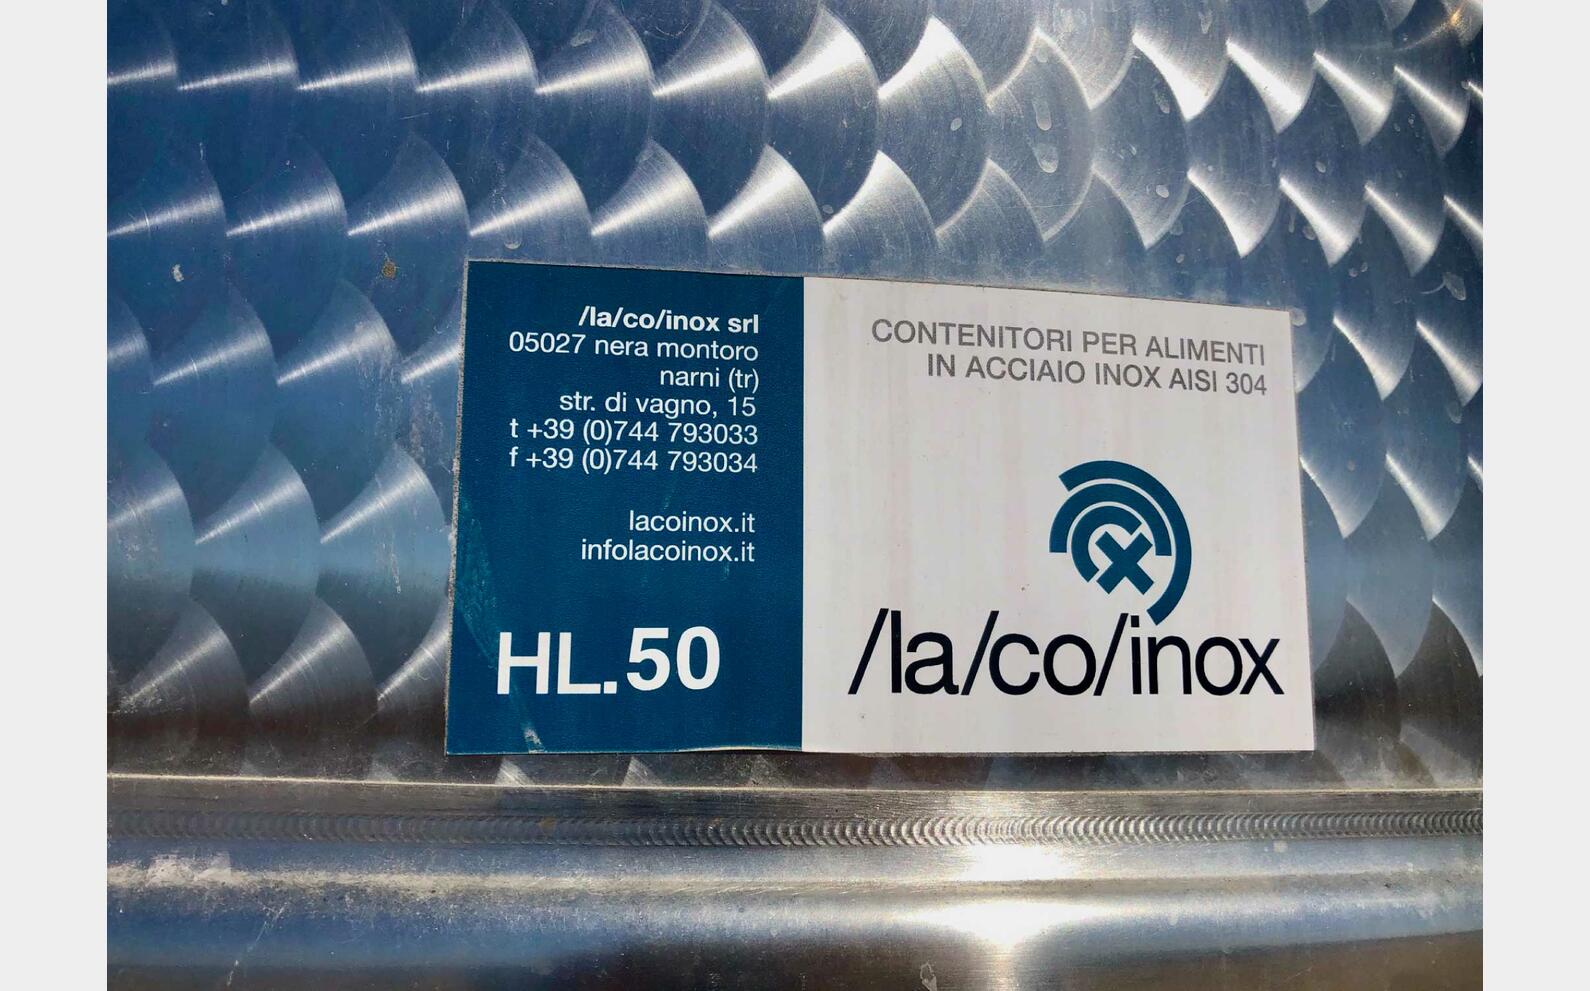 /la/co/inox srl
05027 nera montoro
narni (tr)
str. di vagno, 15
t +39 (0)744 793033
f +39 (0)744 793034
lacoinox.it
infolacoinox.it
HL.50
CONTENITORI PER ALIMENTI
IN ACCIAIO INOX AISI 304
/la/co/inox